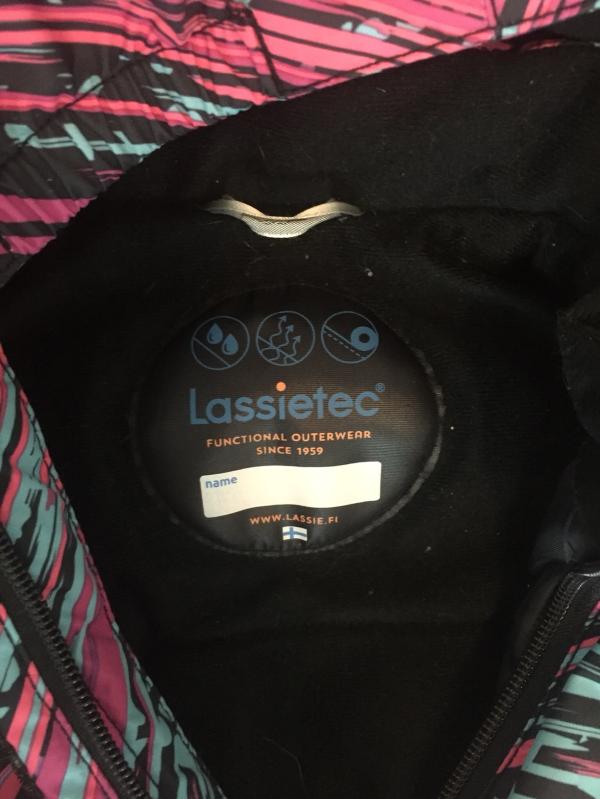 Lassietec®
FUNCTIONAL OUTERWEAR
SINCE 1959
name
WWW.LASSIE.FI